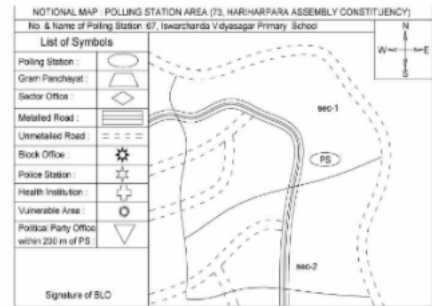 NOTIONAL MAP : POLLING STATION AREA (73, HARIHARPARA ASSEMBLY CONSTITUENCY)
No. & Name of Polling Station :67, Iswarchandra Vidyasagar Primary School
List of Symbols
Polling Station :
Gram Panchayat :
Sector Office :
Metalled Road :
Unmetalled Road :
Block Office :
Police Station :
Health Institution :
Vulnerable Area :
Political Party Office
within 200 m of PS :
Signature of BLO
N
W E
S
sec-1
PS
sec-2